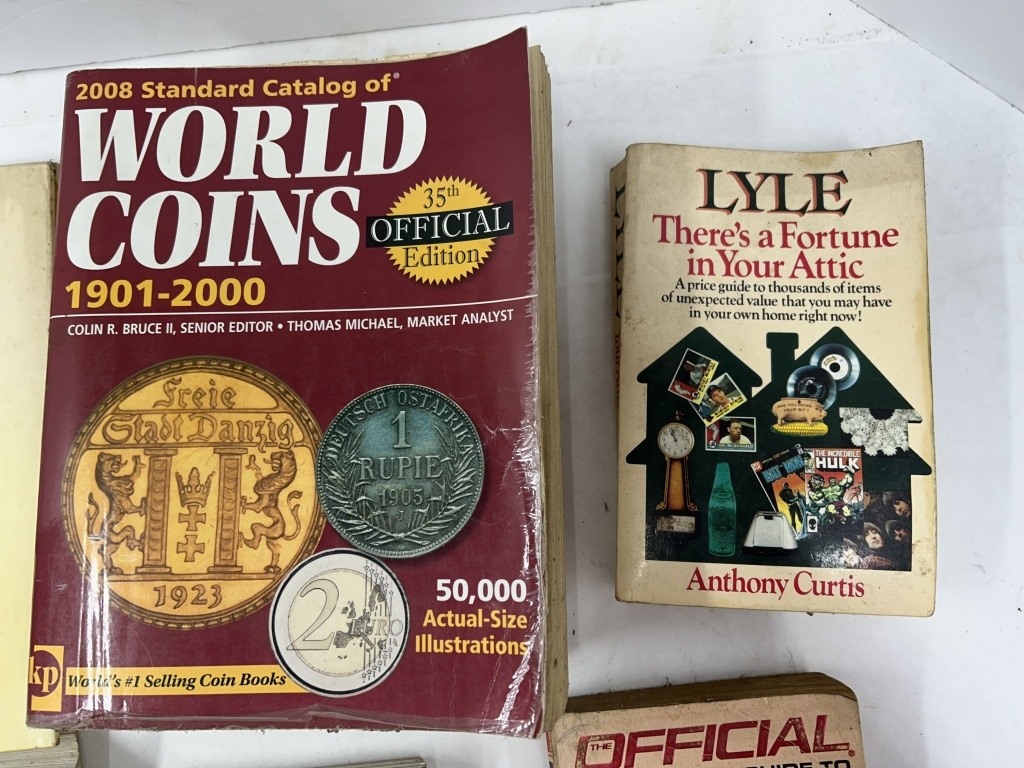 2008 Standard Catalog of®
WORLD
COINS
35th
OFFICIAL
Edition
1901-2000
COLIN R. BRUCE II, SENIOR EDITOR • THOMAS MICHAEL, MARKET ANALYST
Freie
Stadt Danzig
1923
DEUTSCH OSTAFRIKA
1
RUPIE
1905
J
2
EURO
50,000
Actual-Size
Illustrations
kp
World's #1 Selling Coin Books
LYLE
There's a Fortune
in Your Attic
A price guide to thousands of items
of unexpected value that you may have
in your own home right now!
THE INCREDIBLE
HULK
Anthony Curtis
THE OFFICIAL®